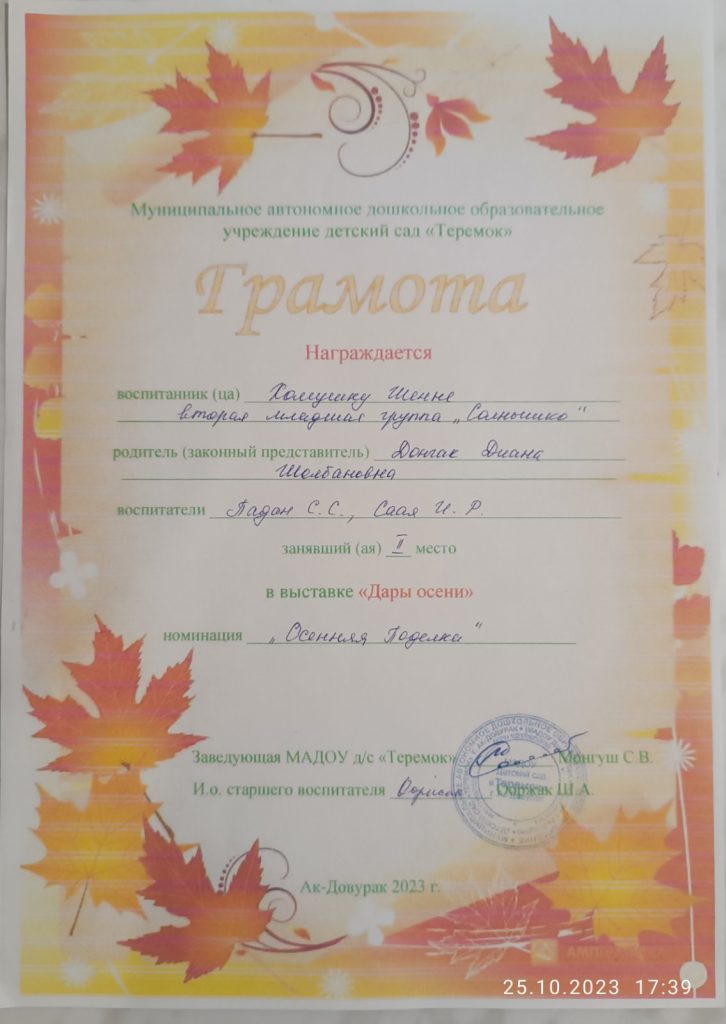 Муниципальное автономное дошкольное образовательное
учреждение детский сад «Теремок»
Грамота
Награждается
воспитанник (ца) Хомушку Шенне
вторая младшая группа „Солнышко"
родитель (законный представитель) Донгак Диана
Шолбановна
воспитатели Падан С.С., Саая И. Р.
занявший (ая) II место
в выставке «Дары осени»
номинация „Осенняя Поделка"
Заведующая МАДОУ д/с «Теремок» Монгуш С.В.
И.о. старшего воспитателя Ооржак Ш.А.
Ак-Довурак 2023 г.
25.10.2023 17:39